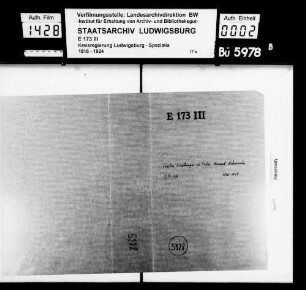 Aufn. Film
1428
Verfilmungsstelle: Landesarchivdirektion BW
-Institut für Erhaltung von Archiv- und Bibliotheksgut-
STAATSARCHIV LUDWIGSBURG
E 173 III
Kreisregierung Ludwigsburg - Spezialia
1818 - 1924
Aufn. Einheit
0002
Bü 5978 B
E 173 III
5978
5978